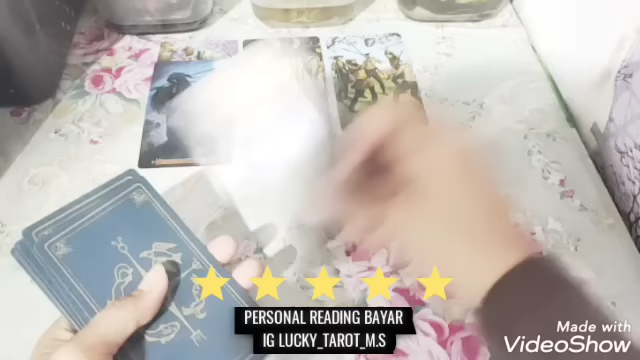 PERSONAL READING BAYAR
IG LUCKY_TAROT_M.S
Made with
VideoShow